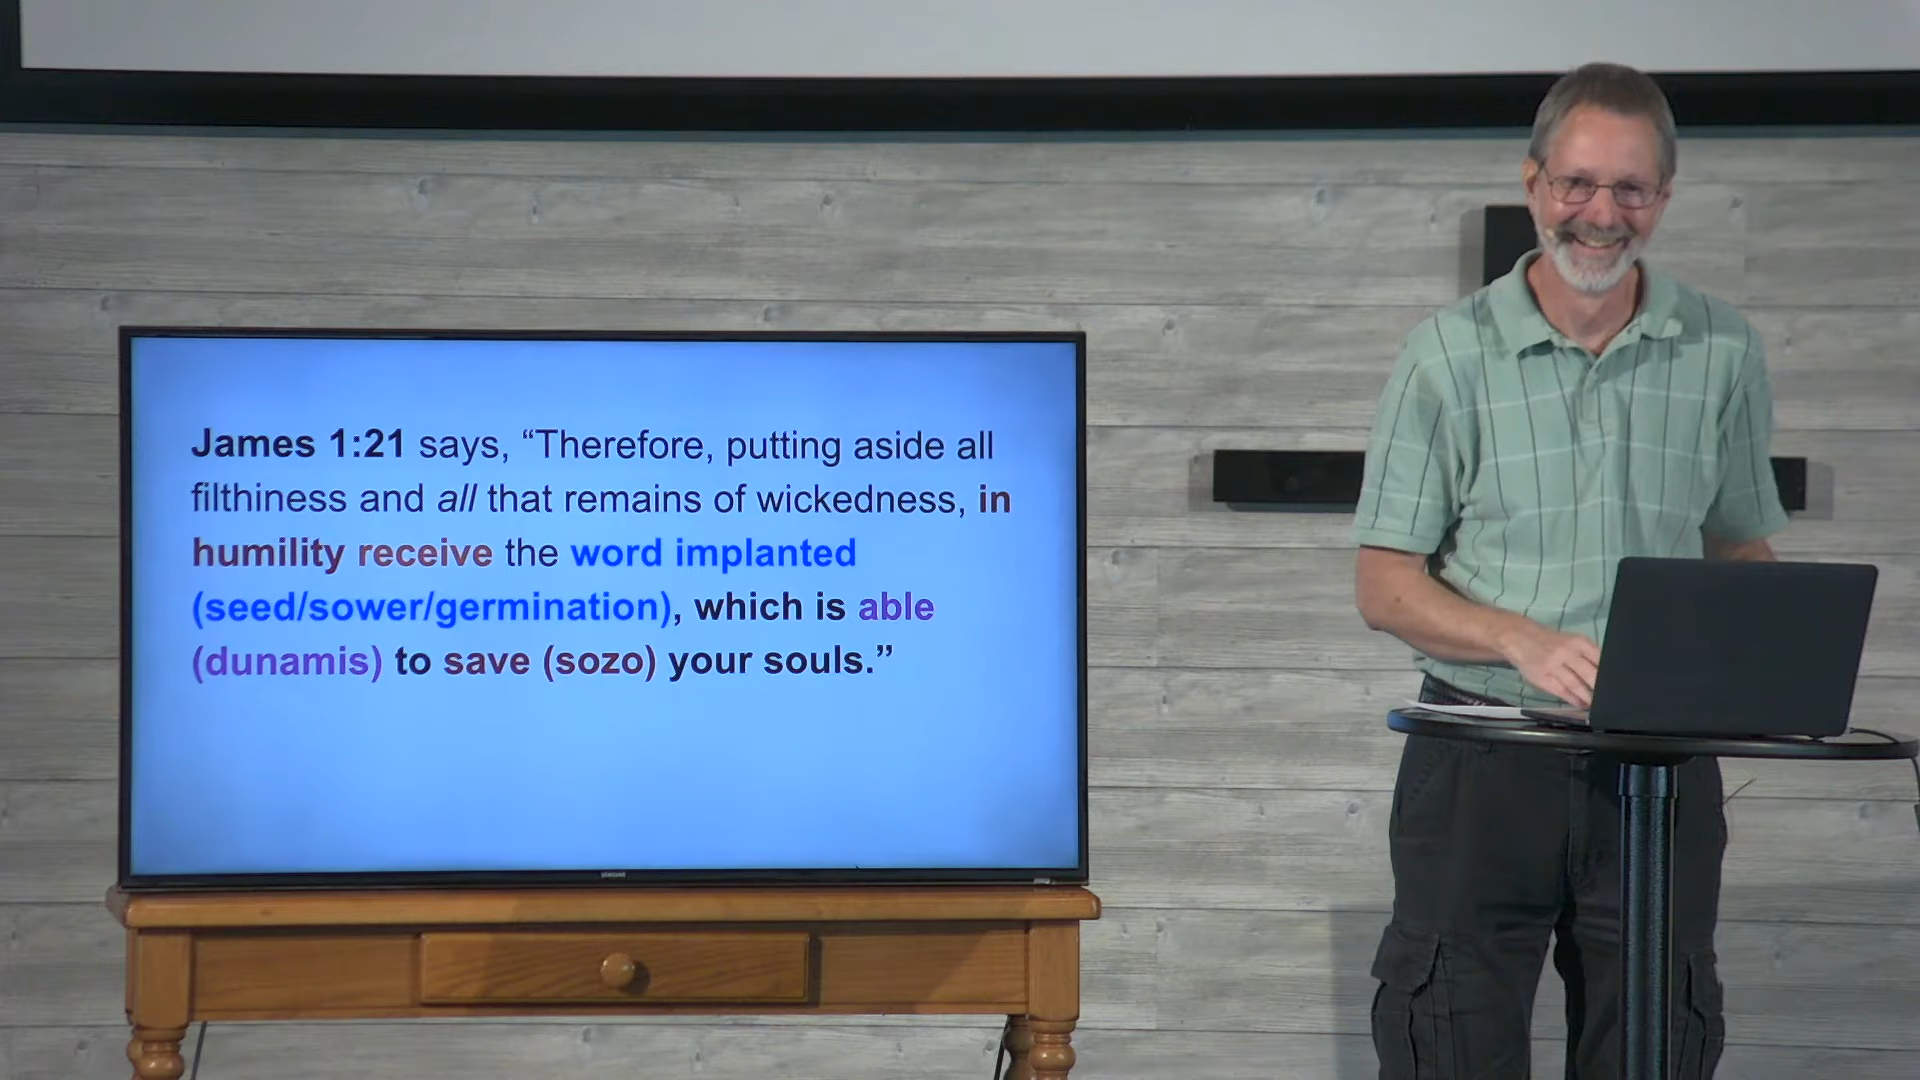 James 1:21 says, “Therefore, putting aside all
filthiness and all that remains of wickedness, in
humility receive the word implanted
(seed/sower/germination), which is able
(dunamis) to save (sozo) your souls.”
SAMSUNG